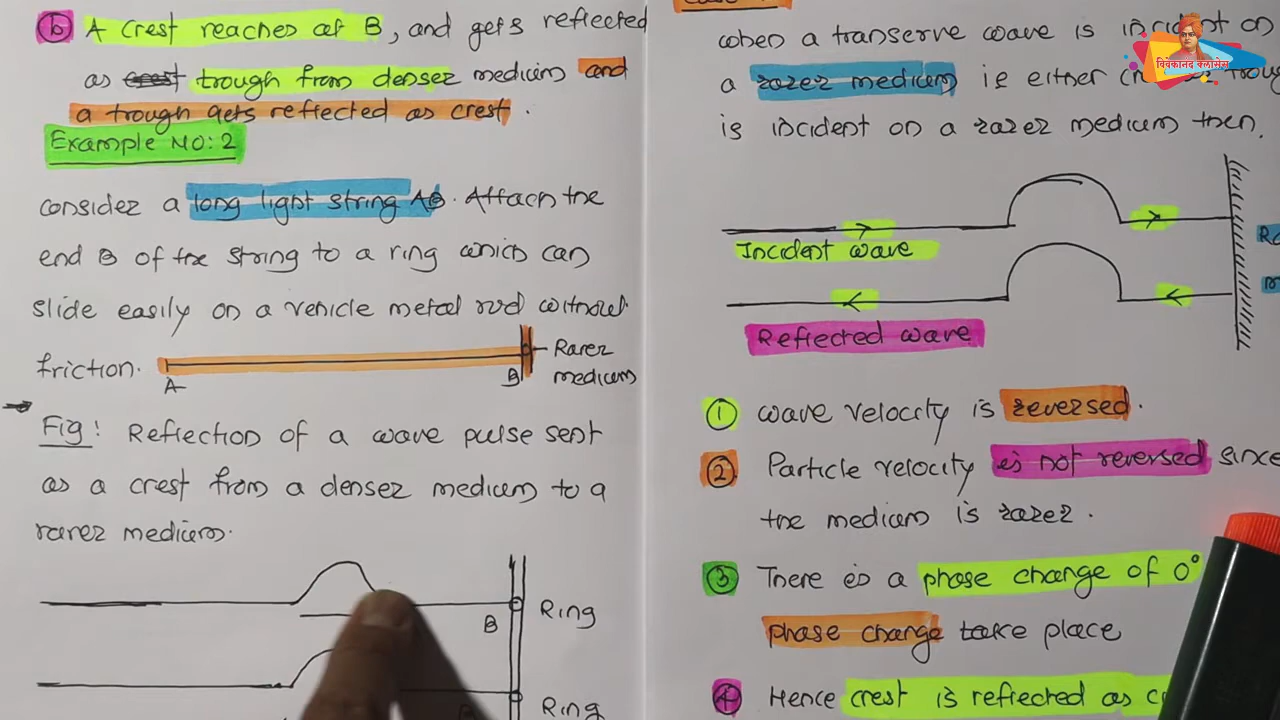 b A crest reaches at B, and gets reflected
as crest trough from denser medium and
a trough gets reflected as crest.
Example No: 2
consider a long light string AB. Attach the
end B of the string to a ring which can
slide easily on a vehicle metal rod without
friction.
Rarer
medium
A
B
Fig: Reflection of a wave pulse sent
as a crest from a denser medium to a
rarer medium.
B
Ring
B
Ring
when a transerve wave is incident on
a rarer medium ie either
is incident on a rarer medium then.
Incident wave
Reflected wave
1 wave velocity is reversed.
2 Particle velocity is not reversed since
the medium is rarer.
3 There is a phase change of 0°
phase change take place
4 Hence crest is reflected as
विवेकानंद क्लासेस